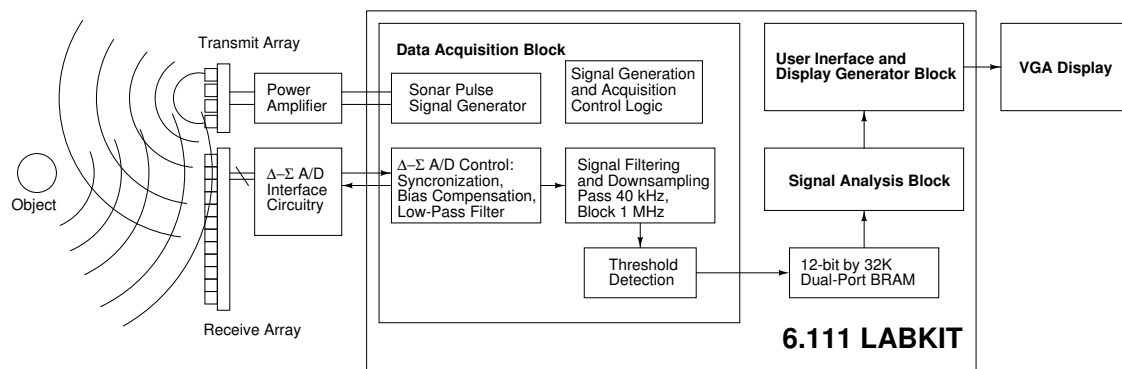 Transmit Array
Power
Amplifier
Data Acquisition Block
Sonar Pulse
Signal Generator
Signal Generation
and Acquisition
Control Logic
User Inerface and
Display Generator Block
VGA Display
Object
Δ–Σ A/D
Interface
Circuitry
Δ–Σ A/D Control:
Syncronization,
Bias Compensation,
Low-Pass Filter
Signal Filtering
and Downsampling
Pass 40 kHz,
Block 1 MHz
Signal Analysis Block
Threshold
Detection
12-bit by 32K
Dual-Port BRAM
Receive Array
6.111 LABKIT